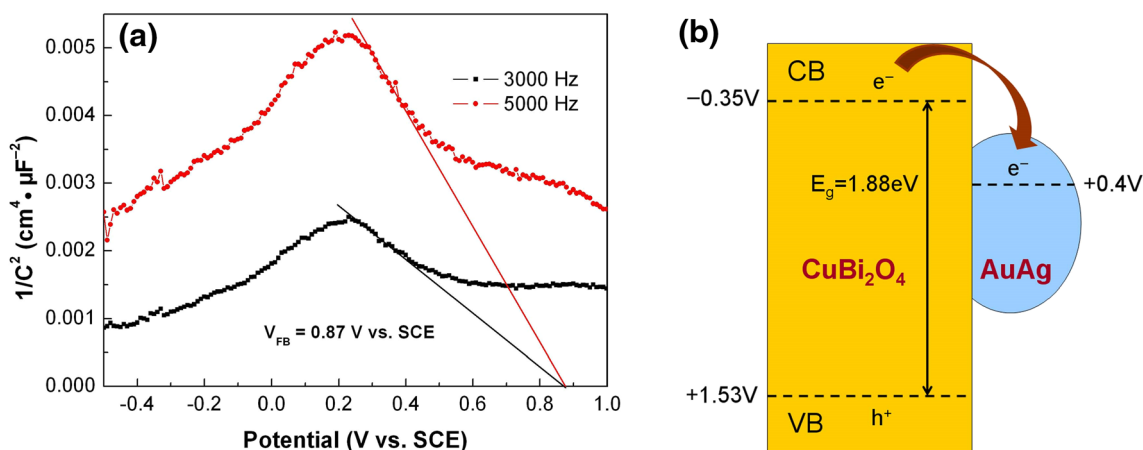 (a)
3000 Hz
5000 Hz
0.005
0.004
0.003
0.002
0.001
0.000
1/C² (cm⁴ • µF⁻²)
V_FB = 0.87 V vs. SCE
-0.4 -0.2 0.0 0.2 0.4 0.6 0.8 1.0
Potential (V vs. SCE)
(b)
CB
e⁻
−0.35V
e⁻
+0.4V
E_g=1.88eV
CuBi₂O₄
AuAg
+1.53V
VB
h⁺